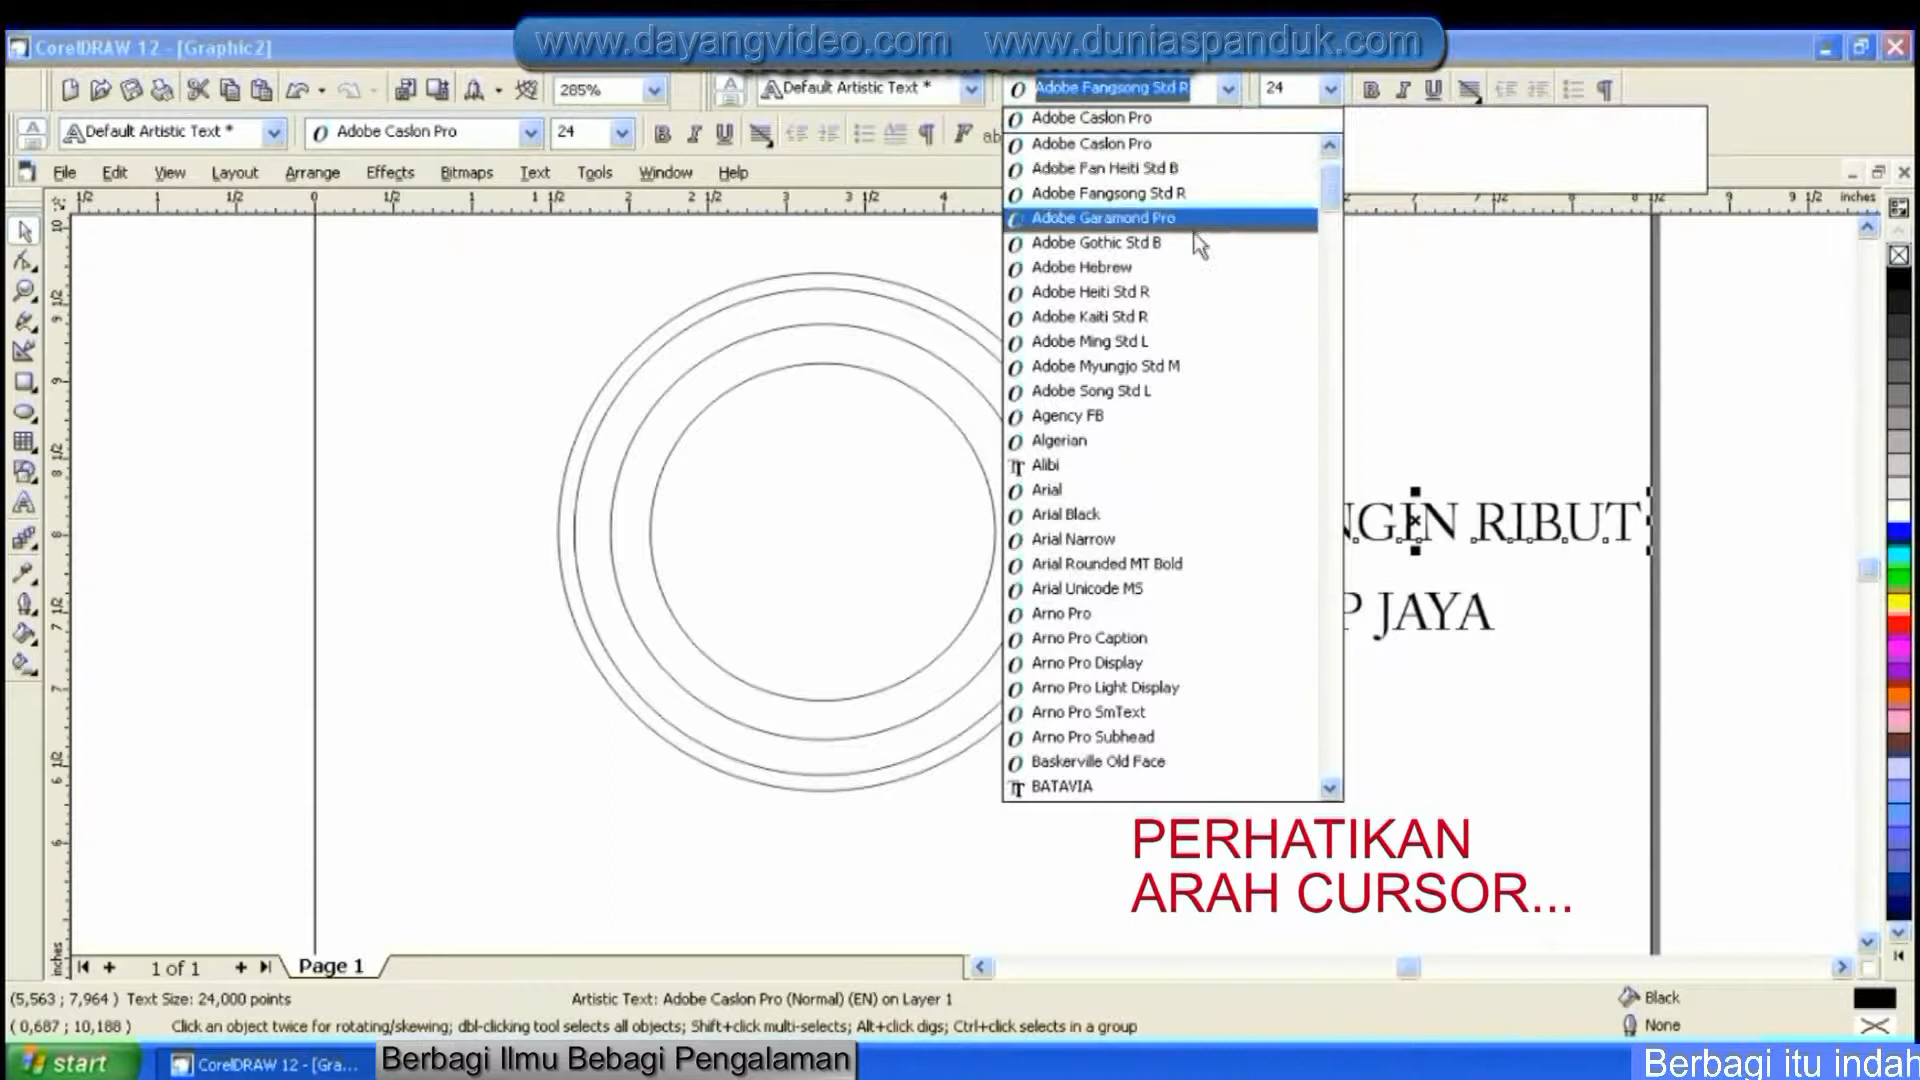 www.dayangvideo.com www.duniaspanduk.com
CorelDRAW 12 - [Graphic2]
285%
Default Artistic Text *
Adobe Fangsong Std R
24
B I U
Default Artistic Text *
Adobe Caslon Pro
24
B I U
F ab
File Edit View Layout Arrange Effects Bitmaps Text Tools Window Help
Adobe Caslon Pro
Adobe Caslon Pro
Adobe Fan Heiti Std B
Adobe Fangsong Std R
Adobe Garamond Pro
Adobe Gothic Std B
Adobe Hebrew
Adobe Heiti Std R
Adobe Kaiti Std R
Adobe Ming Std L
Adobe Myungjo Std M
Adobe Song Std L
Agency FB
Algerian
Alibi
Arial
Arial Black
Arial Narrow
Arial Rounded MT Bold
Arial Unicode MS
Arno Pro
Arno Pro Caption
Arno Pro Display
Arno Pro Light Display
Arno Pro SmText
Arno Pro Subhead
Baskerville Old Face
BATAVIA
inches
NGIN RIBUT
P JAYA
PERHATIKAN
ARAH CURSOR...
inches
1 of 1
Page 1
(5,563 ; 7,964 ) Text Size: 24,000 points
Artistic Text: Adobe Caslon Pro (Normal) (EN) on Layer 1
Black
( 0,687 ; 10,188 ) Click an object twice for rotating/skewing; dbl-clicking tool selects all objects; Shift+click multi-selects; Alt+click digs; Ctrl+click selects in a group
None
start
CorelDRAW 12 - [Gra...
Berbagi Ilmu Bebagi Pengalaman
Berbagi itu indah